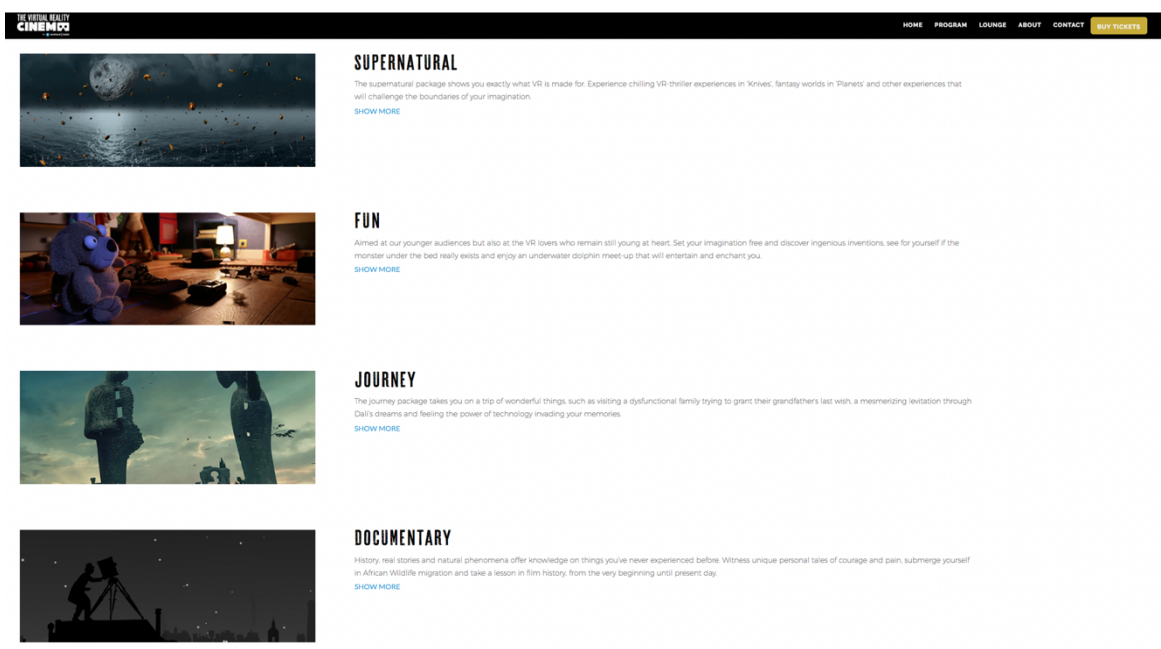 THE VIRTUAL REALITY
CINEMA
HOME PROGRAM LOUNGE ABOUT CONTACT BUY TICKETS
SUPERNATURAL
The supernatural package shows you exactly what VR is made for. Experience chilling VR-thriller experiences in 'Knives', fantasy worlds in 'Planets' and other experiences that
will challenge the boundaries of your imagination.
SHOW MORE
FUN
Aimed at our younger audiences but also at the VR lovers who remain still young at heart. Set your imagination free and discover ingenious inventions, see for yourself if the
monster under the bed really exists and enjoy an underwater dolphin meet-up that will entertain and enchant you.
SHOW MORE
JOURNEY
The journey package takes you on a trip of wonderful things, such as visiting a dysfunctional family trying to grant their grandfather's last wish, a mesmerizing levitation through
Dali's dreams and feeling the power of technology invading your memories.
SHOW MORE
DOCUMENTARY
History, real stories and natural phenomena offer knowledge on things you've never experienced before. Witness unique personal tales of courage and pain, submerge yourself
in African Wildlife migration and take a lesson in film history, from the very beginning until present day.
SHOW MORE